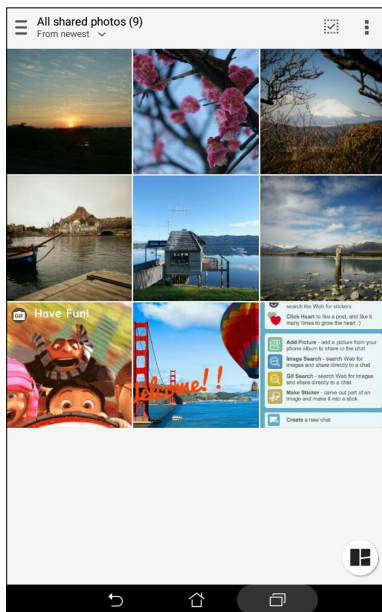 All shared photos (9)
From newest
GIF
Have Fun!
Welcome!!
search the Web for stickers
Click Heart to like a post, and like it
many times to grow the heart :)
Add Picture - add a picture from your
phone album to share to the chat
Image Search - search Web for
images and share directly to a chat
Gif Search - search Web for images
and share directly to a chat
Make Sticker - carve out part of an
image and make it into a stick
Create a new chat